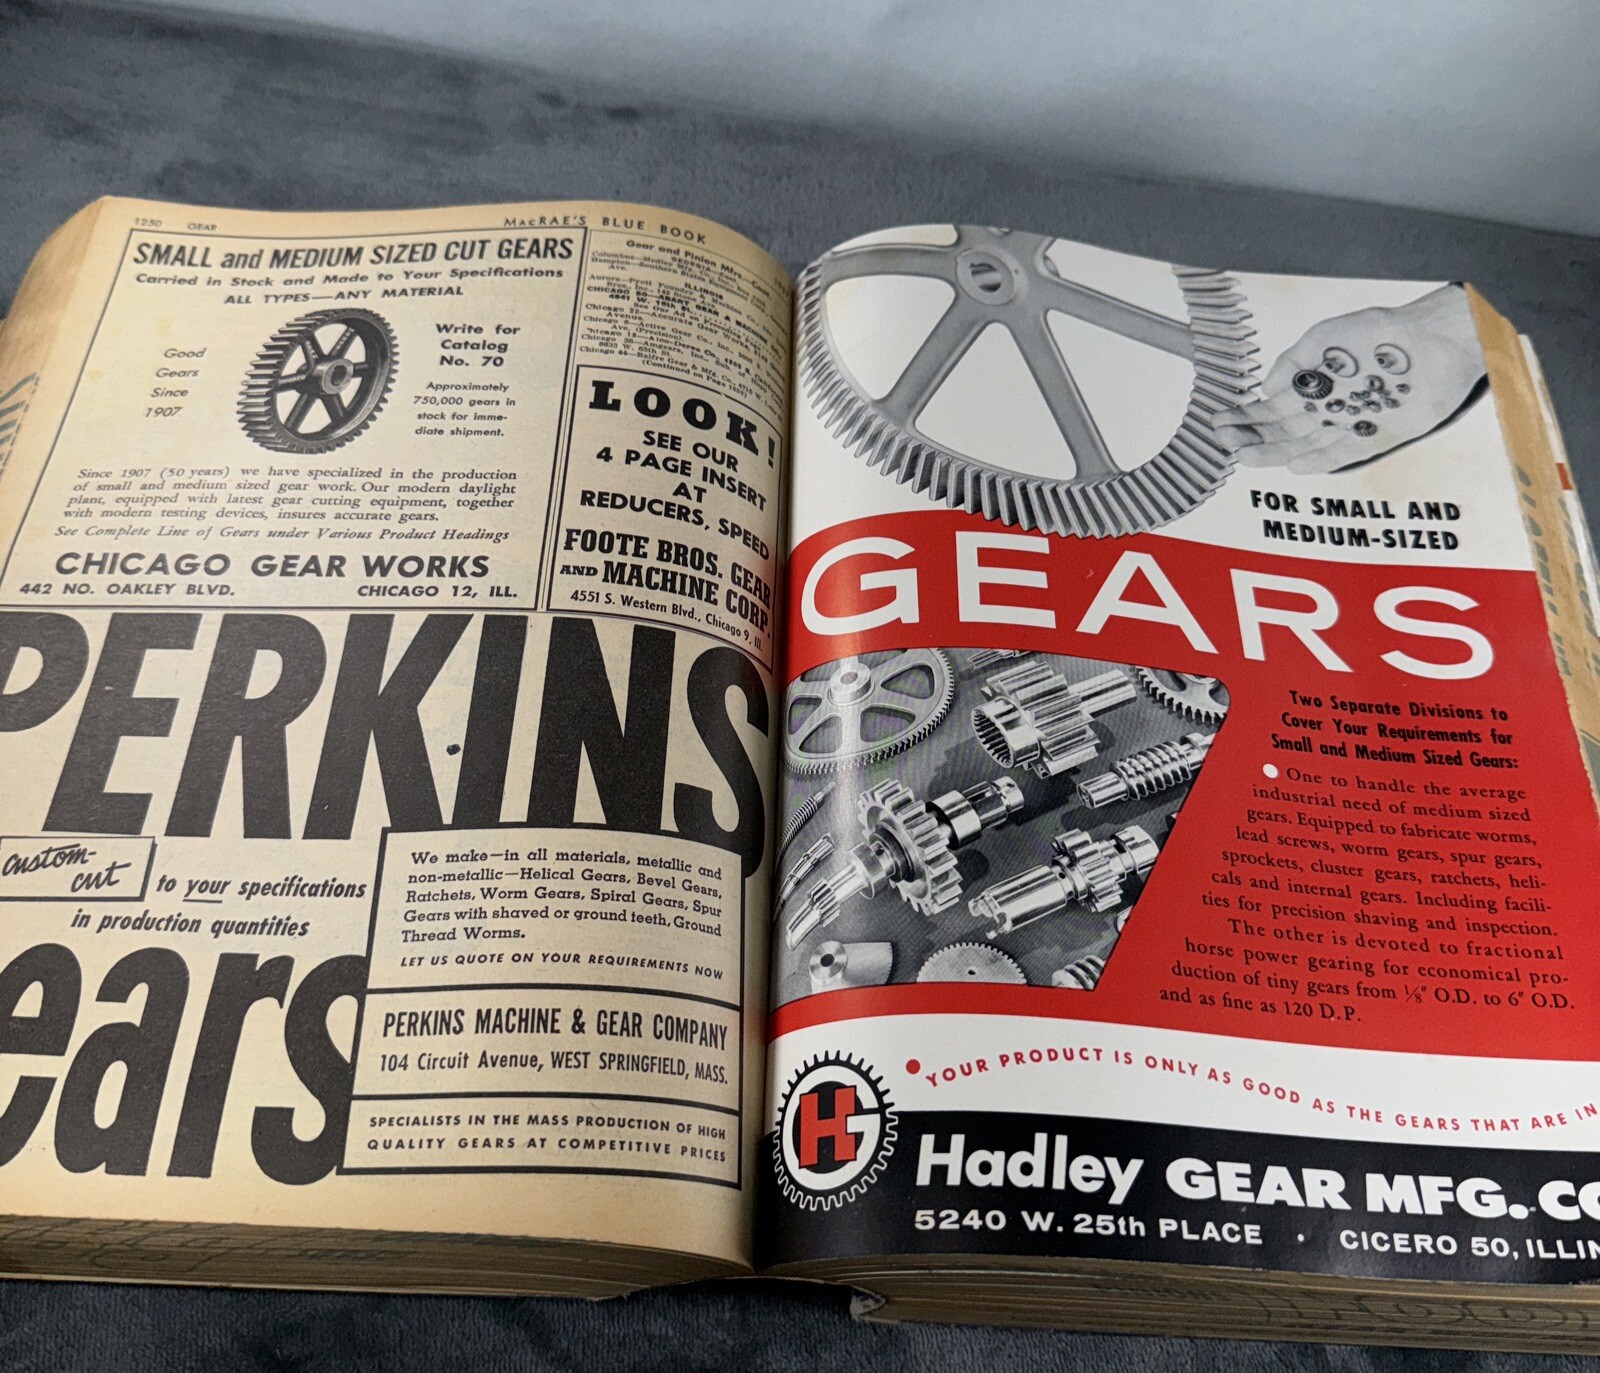 1250 GEAR MacRAE'S BLUE BOOK
SMALL and MEDIUM SIZED CUT GEARS
Carried in Stock and Made to Your Specifications
ALL TYPES—ANY MATERIAL
Good
Gears
Since
1907
Write for
Catalog
No. 70
Approximately
750,000 gears in
stock for imme-
diate shipment.
Since 1907 (50 years) we have specialized in the production
of small and medium sized gear work. Our modern daylight
plant, equipped with latest gear cutting equipment, together
with modern testing devices, insures accurate gears.
See Complete Line of Gears under Various Product Headings
CHICAGO GEAR WORKS
442 NO. OAKLEY BLVD. CHICAGO 12, ILL.
Gear and Pinion Mfrs.
GEORGIA
ILLINOIS
LOOK!
SEE OUR
4 PAGE INSERT
AT
REDUCERS, SPEED
FOOTE BROS. GEAR
AND MACHINE CORP.
4551 S. Western Blvd., Chicago 9, Ill.
PERKINS
custom-
cut
to your specifications
in production quantities
ears
We make—in all materials, metallic and
non-metallic—Helical Gears, Bevel Gears,
Ratchets, Worm Gears, Spiral Gears, Spur
Gears with shaved or ground teeth, Ground
Thread Worms.
LET US QUOTE ON YOUR REQUIREMENTS NOW
PERKINS MACHINE & GEAR COMPANY
104 Circuit Avenue, WEST SPRINGFIELD, MASS.
SPECIALISTS IN THE MASS PRODUCTION OF HIGH
QUALITY GEARS AT COMPETITIVE PRICES
FOR SMALL AND
MEDIUM-SIZED
GEARS
Two Separate Divisions to
Cover Your Requirements for
Small and Medium Sized Gears:
● One to handle the average
industrial need of medium sized
gears. Equipped to fabricate worms,
lead screws, worm gears, spur gears,
sprockets, cluster gears, ratchets, heli-
cals and internal gears. Including facili-
ties for precision shaving and inspection.
The other is devoted to fractional
horse power gearing for economical pro-
duction of tiny gears from ⅛" O.D. to 6" O.D.
and as fine as 120 D.P.
● YOUR PRODUCT IS ONLY AS GOOD AS THE GEARS THAT ARE IN
HG
Hadley GEAR MFG. CO
5240 W. 25th PLACE · CICERO 50, ILLIN